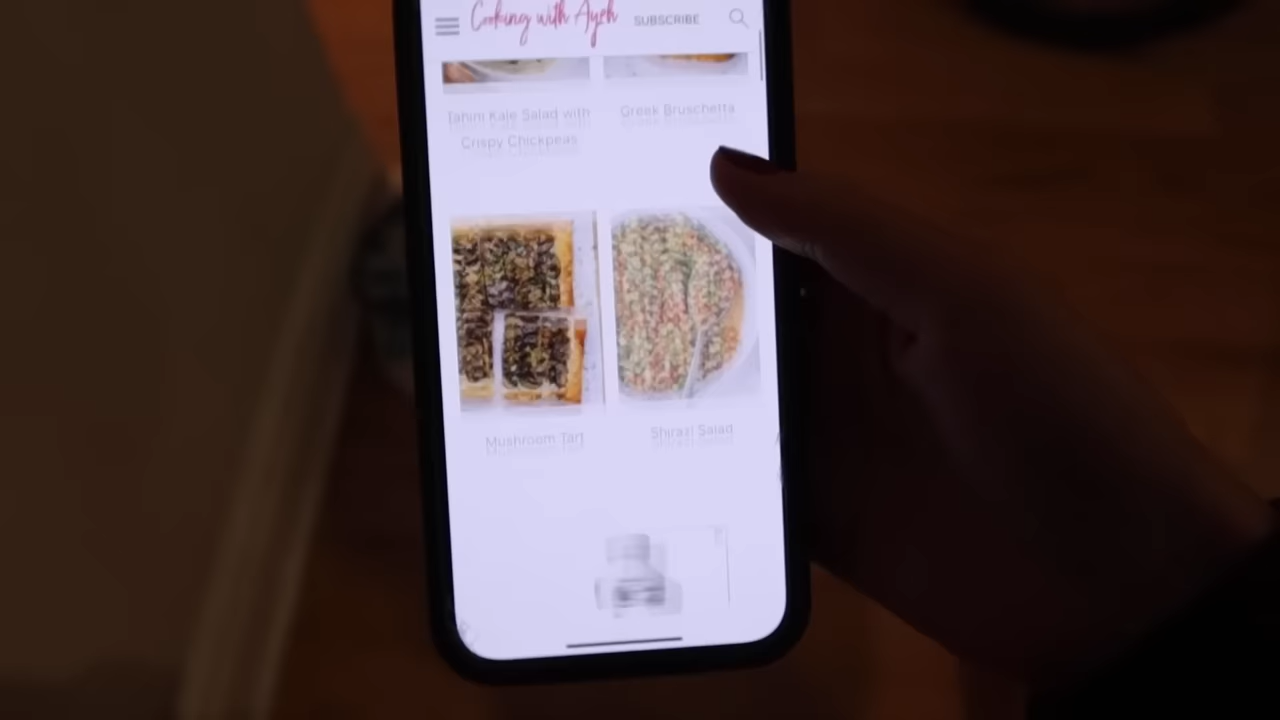 Cooking with Ayeh
SUBSCRIBE
Tahini Kale Salad with
Crispy Chickpeas
Greek Bruschetta
Mushroom Tart
Shirazi Salad